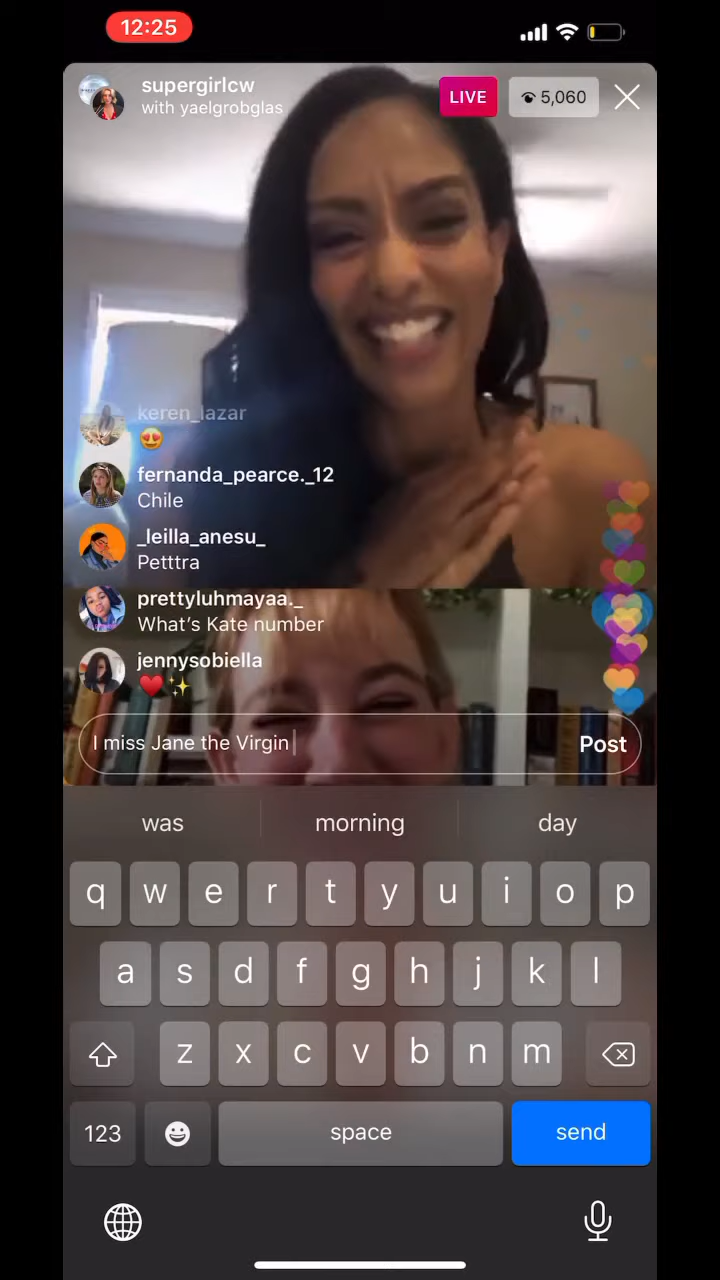 12:25
supergirlcw
with yaelgrobglas
LIVE
5,060
keren_lazar
😍
fernanda_pearce._12
Chile
_leilla_anesu_
Petttra
prettyluhmayaa._
What’s Kate number
jennysobiella
❤️✨
I miss Jane the Virgin
Post
was morning day
q w e r t y u i o p
a s d f g h j k l
z x c v b n m
123 space send